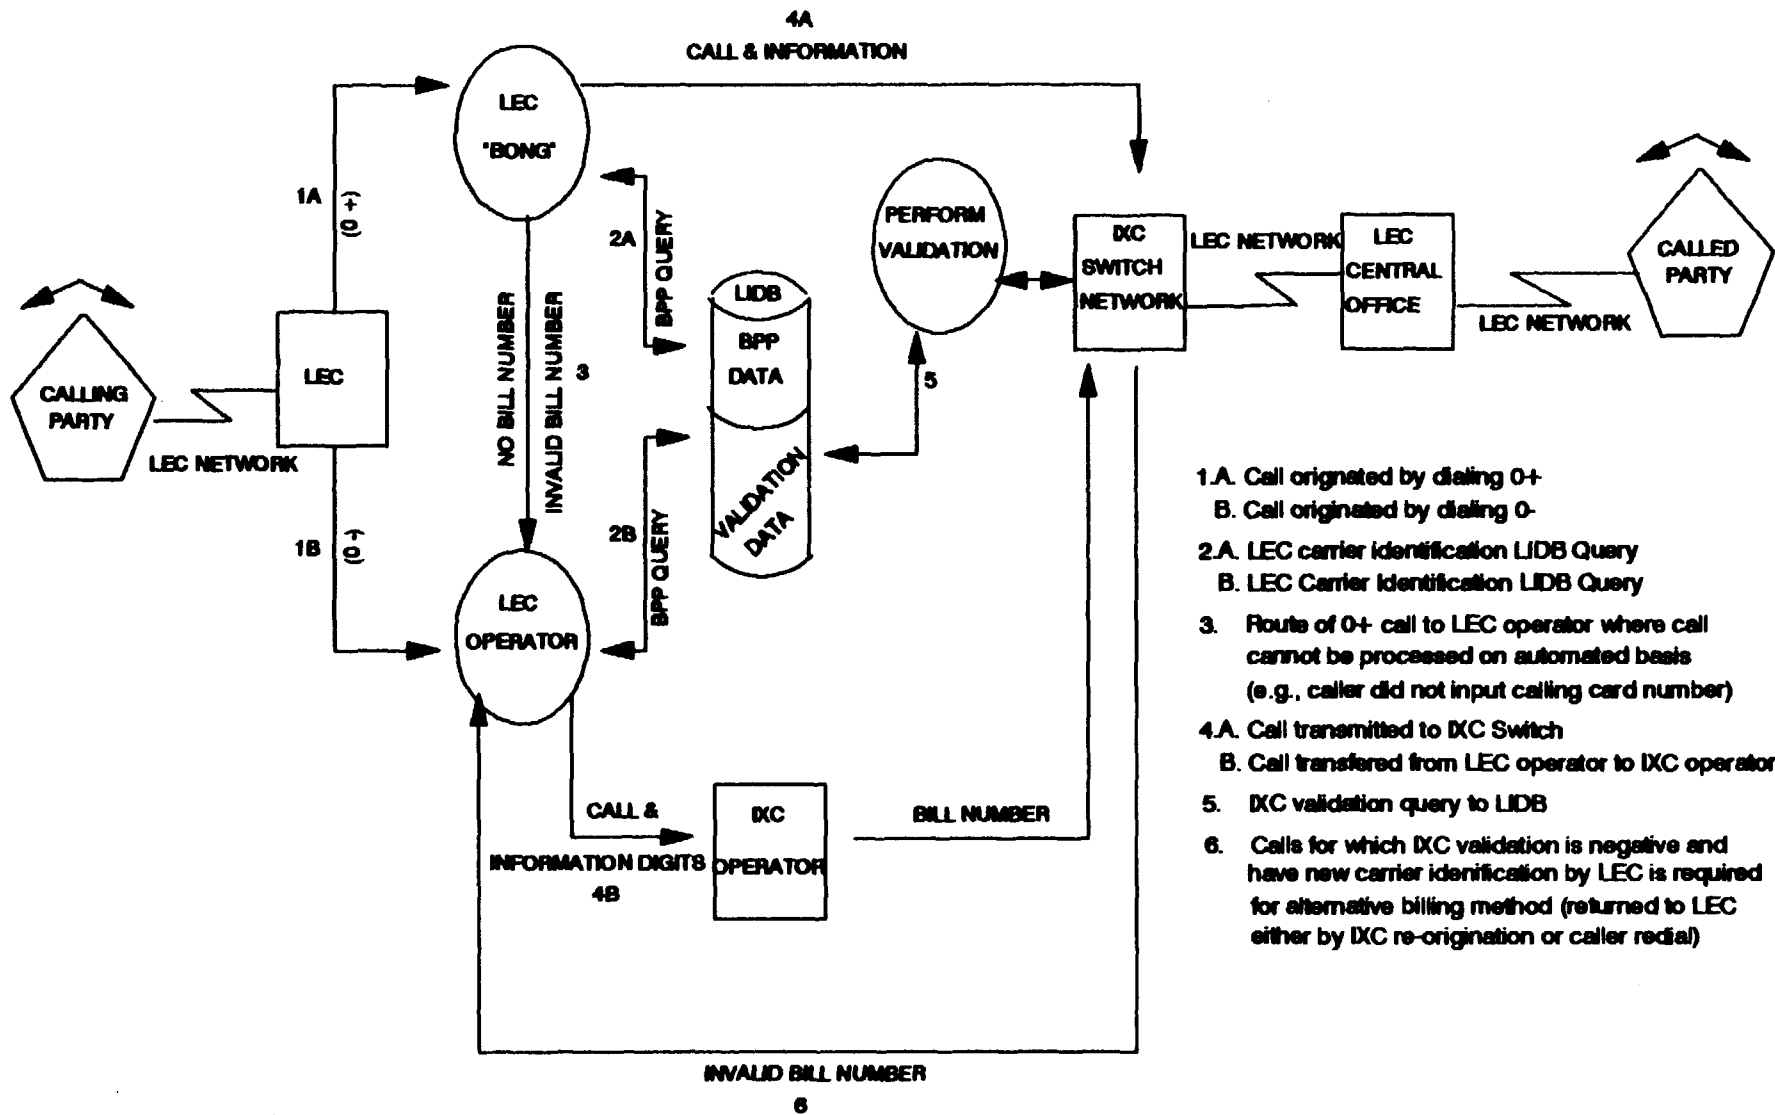 4A
CALL & INFORMATION
LEC
"BONG"
1A
(0 +)
2A
BPP QUERY
PERFORM
VALIDATION
IXC
SWITCH
NETWORK
LEC NETWORK
LEC
CENTRAL
OFFICE
LEC NETWORK
CALLED
PARTY
CALLING
PARTY
LEC NETWORK
LEC
NO BILL NUMBER
INVALID BILL NUMBER
3
LIDB
BPP
DATA
VALIDATION
DATA
5
1B
(0 -)
2B
BPP QUERY
LEC
OPERATOR
CALL &
INFORMATION DIGITS
4B
IXC
OPERATOR
BILL NUMBER
INVALID BILL NUMBER
6
1.A. Call orignated by dialing 0+
B. Call originated by dialing 0-
2.A. LEC carrier identification LIDB Query
B. LEC Carrier Identification LIDB Query
3. Route of 0+ call to LEC operator where call
cannot be processed on automated basis
(e.g., caller did not input calling card number)
4.A. Call transmitted to IXC Switch
B. Call transfered from LEC operator to IXC operator
5. IXC validation query to LIDB
6. Calls for which IXC validation is negative and
have new carrier idenification by LEC is required
for alternative billing method (returned to LEC
either by IXC re-origination or caller redial)